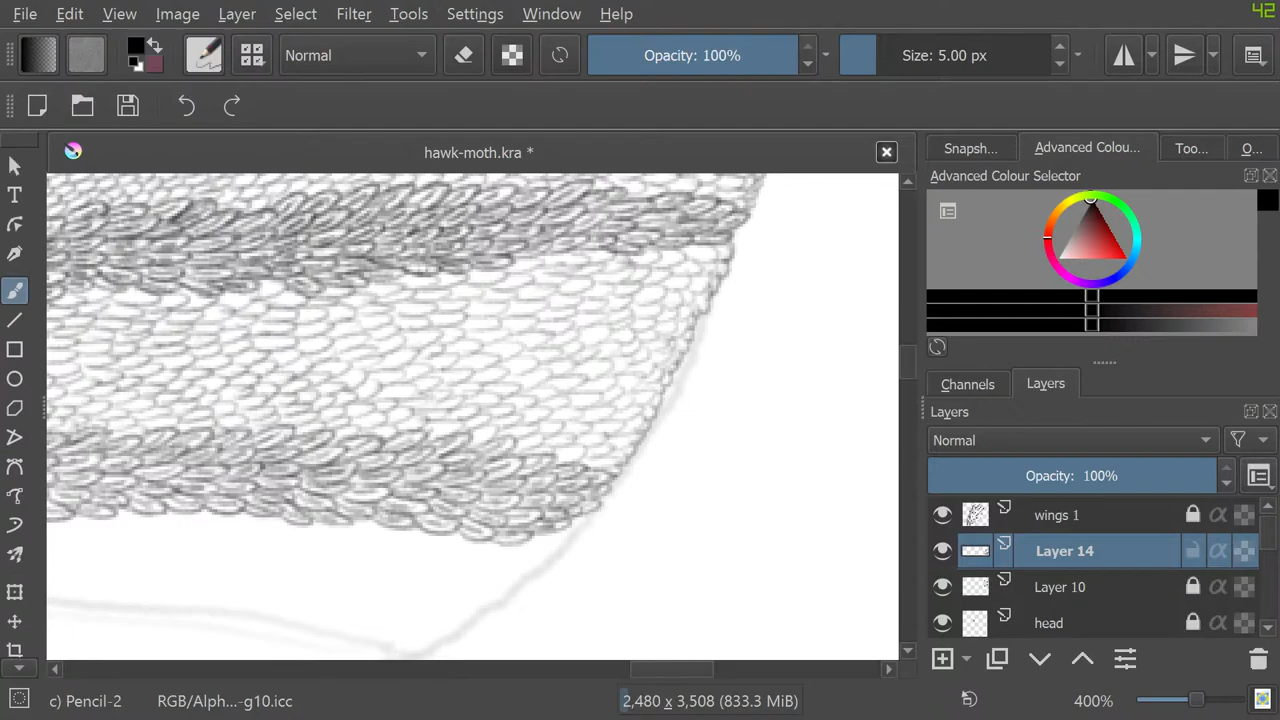 42
File Edit View Image Layer Select Filter Tools Settings Window Help
Normal Opacity: 100% Size: 5.00 px
hawk-moth.kra * Snapsh... Advanced Colou... Too... O...
Advanced Colour Selector
Channels Layers
Layers
Normal
Opacity: 100%
wings 1
Layer 14
Layer 10
head
c) Pencil-2 RGB/Alph...-g10.icc 2,480 x 3,508 (833.3 MiB) 400%